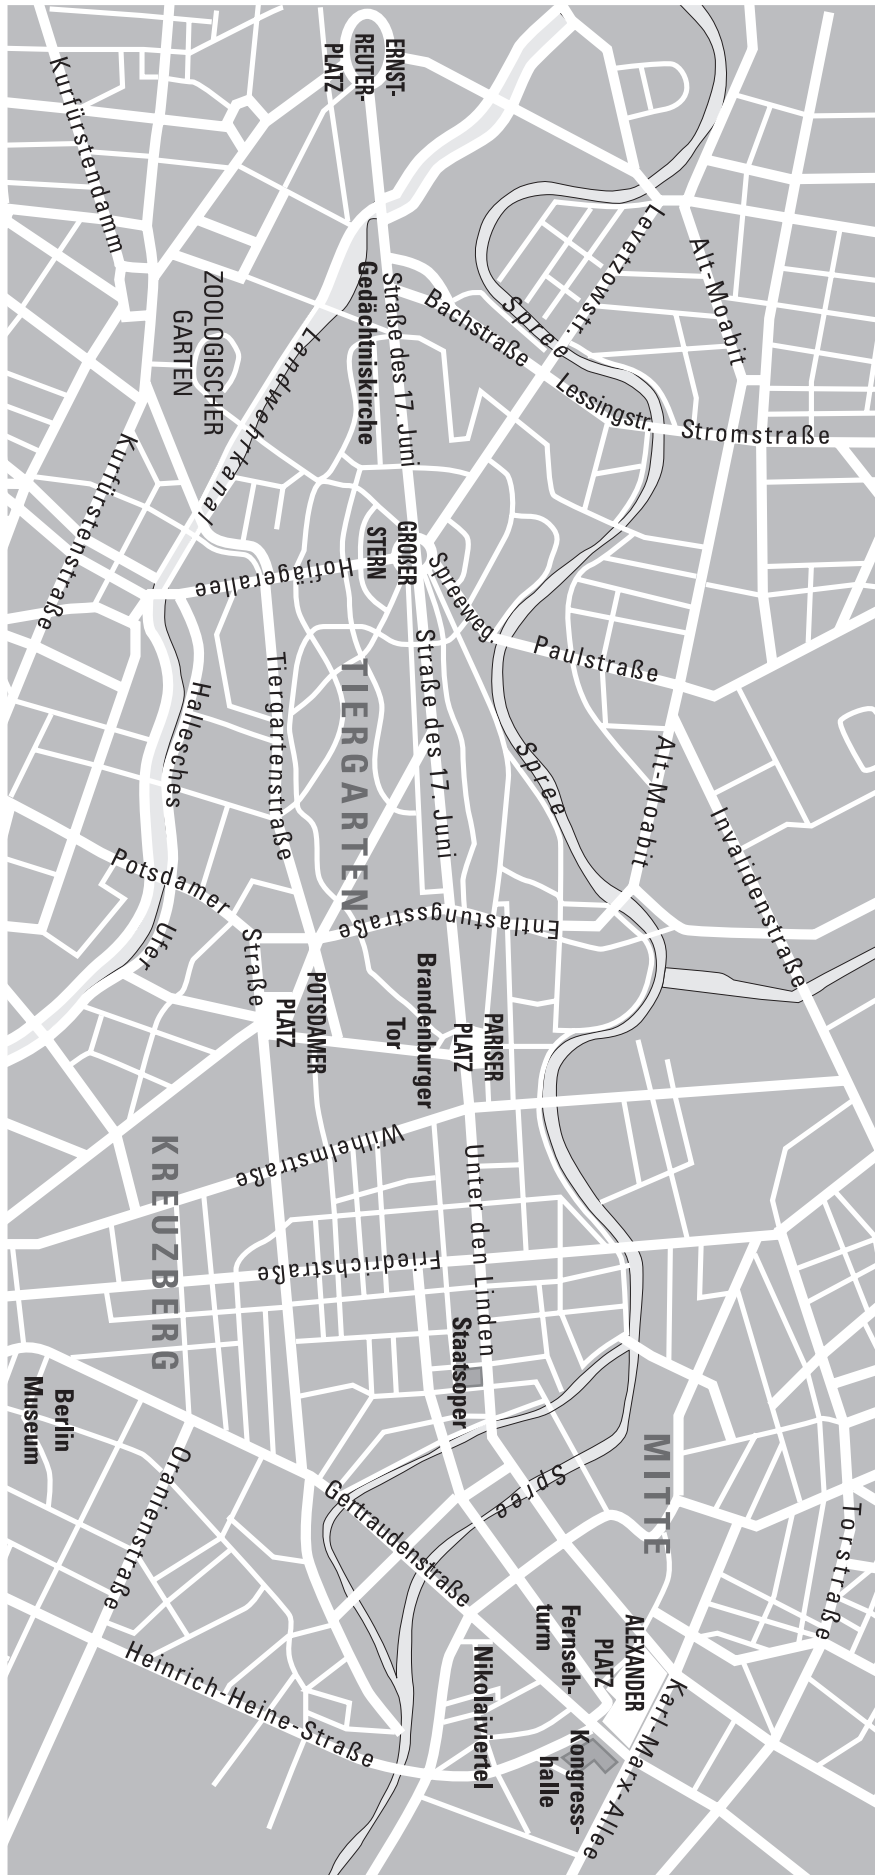 ERNST-
REUTER-
PLATZ
Kurfürstendamm
ZOOLOGISCHER
GARTEN
Landwehrkanal
Gedächtniskirche
Straße des 17. Juni
Bachstraße
Spree
Levetzowstr.
Alt-Moabit
Lessingstr.
Stromstraße
Kurfürstenstraße
Hofjägerallee
GROßER
STERN
Spreeweg.
Paulstraße
Straße des 17. Juni
TIERGARTEN
Tiergartenstraße
Hallesches
Ufer
Spree
Alt-Moabit
Invalidenstraße
Potsdamer
Straße
Entlastungsstraße
POTSDAMER
PLATZ
Brandenburger
Tor
PARISER
PLATZ
Wilhelmstraße
Unter den Linden
KREUZBERG
Friedrichstraße
Staatsoper
Berlin
Museum
Oranienstraße
Gertraudenstraße
Spree
MITTE
Torstraße
Heinrich-Heine-Straße
Nikolaiviertel
Fernseh-
turm
ALEXANDER
PLATZ
Kongress-
halle
Karl-Marx-Allee